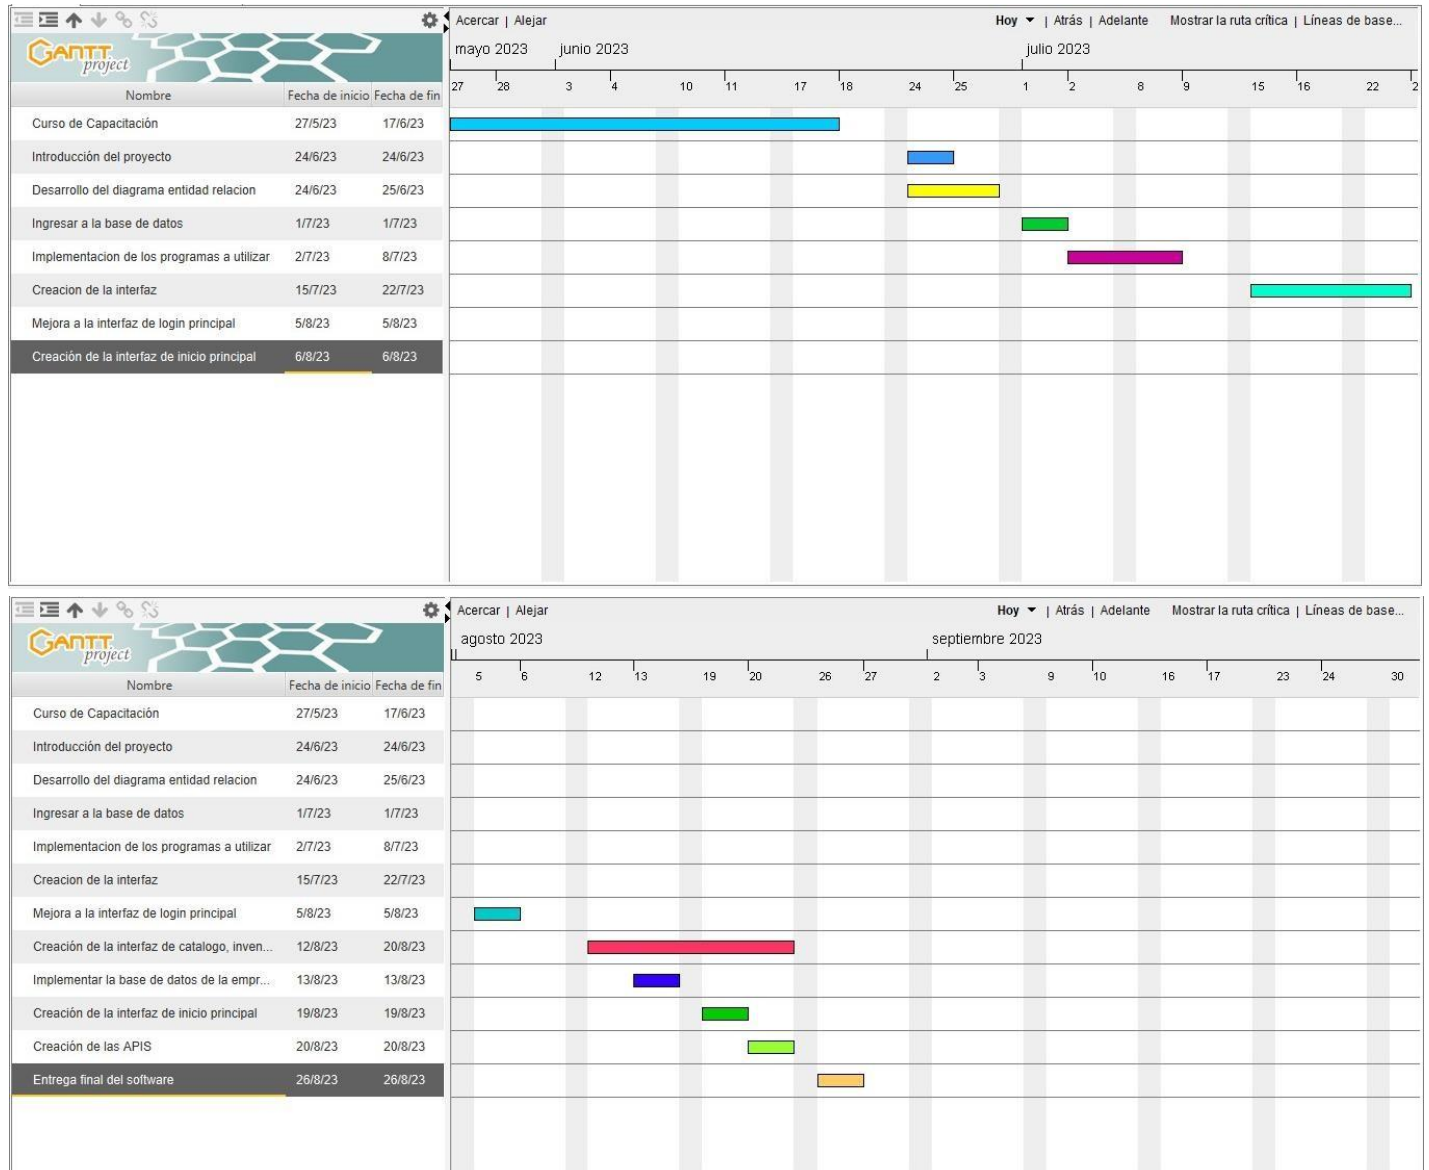 Acercar | Alejar Hoy | Atrás | Adelante Mostrar la ruta crítica | Líneas de base...
GANTT project
mayo 2023 junio 2023 julio 2023
Nombre Fecha de inicio Fecha de fin 27 28 3 4 10 11 17 18 24 25 1 2 8 9 15 16 22 2
Curso de Capacitación 27/5/23 17/6/23
Introducción del proyecto 24/6/23 24/6/23
Desarrollo del diagrama entidad relacion 24/6/23 25/6/23
Ingresar a la base de datos 1/7/23 1/7/23
Implementacion de los programas a utilizar 2/7/23 8/7/23
Creacion de la interfaz 15/7/23 22/7/23
Mejora a la interfaz de login principal 5/8/23 5/8/23
Creación de la interfaz de inicio principal 6/8/23 6/8/23
Acercar | Alejar Hoy | Atrás | Adelante Mostrar la ruta crítica | Líneas de base...
GANTT project
agosto 2023 septiembre 2023
Nombre Fecha de inicio Fecha de fin 5 6 12 13 19 20 26 27 2 3 9 10 16 17 23 24 30
Curso de Capacitación 27/5/23 17/6/23
Introducción del proyecto 24/6/23 24/6/23
Desarrollo del diagrama entidad relacion 24/6/23 25/6/23
Ingresar a la base de datos 1/7/23 1/7/23
Implementacion de los programas a utilizar 2/7/23 8/7/23
Creacion de la interfaz 15/7/23 22/7/23
Mejora a la interfaz de login principal 5/8/23 5/8/23
Creación de la interfaz de catalogo, inven... 12/8/23 20/8/23
Implementar la base de datos de la empr... 13/8/23 13/8/23
Creación de la interfaz de inicio principal 19/8/23 19/8/23
Creación de las APIS 20/8/23 20/8/23
Entrega final del software 26/8/23 26/8/23